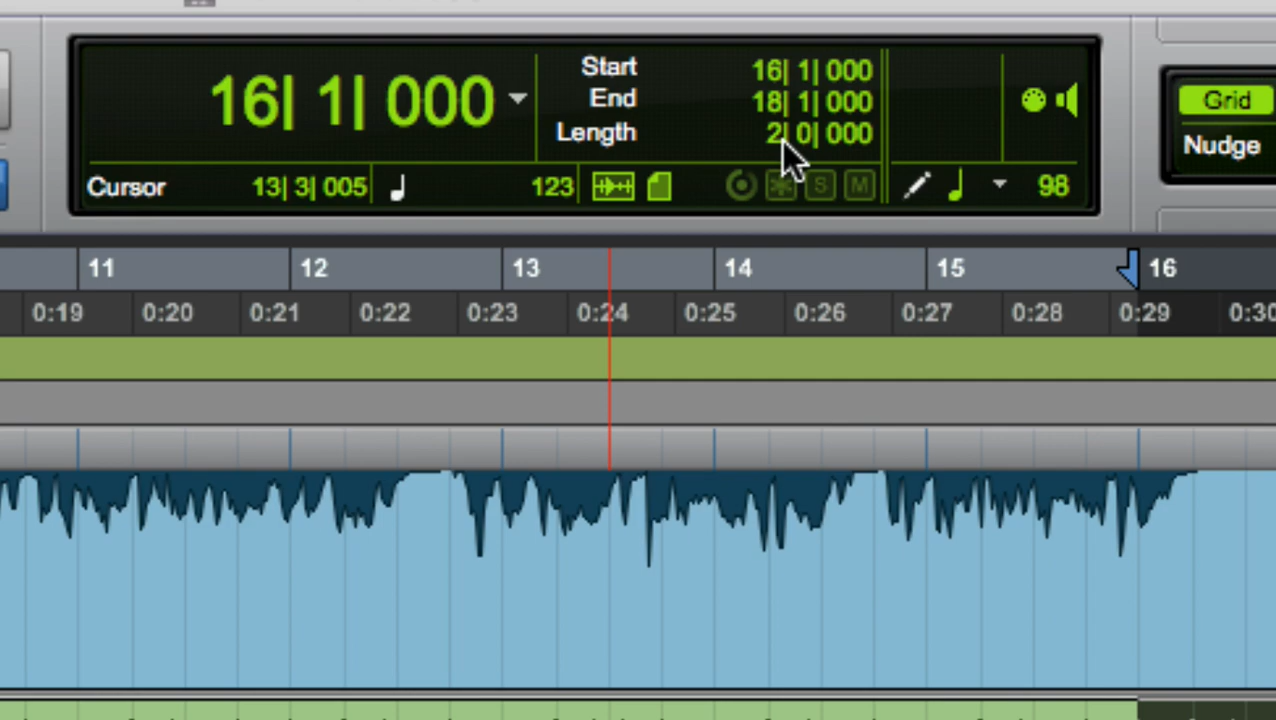 16| 1| 000
Start 16| 1| 000
End 18| 1| 000
Length 2| 0| 000
Grid
Nudge
Cursor 13| 3| 005 123 S M 98
11 12 13 14 15 16
0:19 0:20 0:21 0:22 0:23 0:24 0:25 0:26 0:27 0:28 0:29 0:30